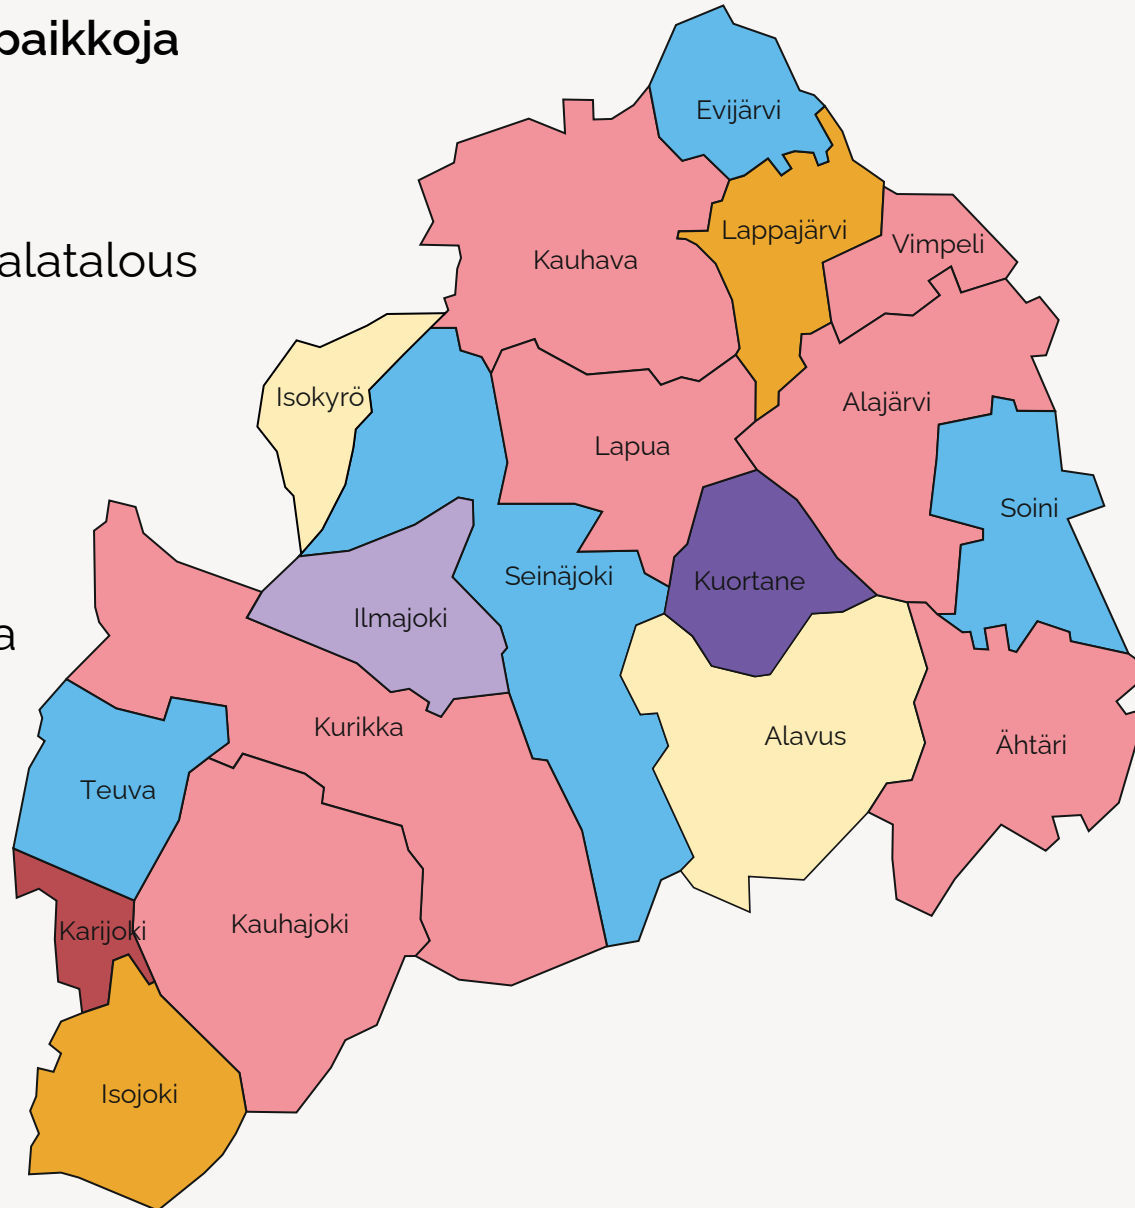 paikkoja
Evijärvi
Lappajärvi
Vimpeli
alatalous
Kauhava
Isokyrö
Alajärvi
Lapua
Soini
Seinäjoki
Kuortane
Ilmajoki
a
Kurikka
Alavus
Ähtäri
Teuva
Kauhajoki
Karijoki
Isojoki